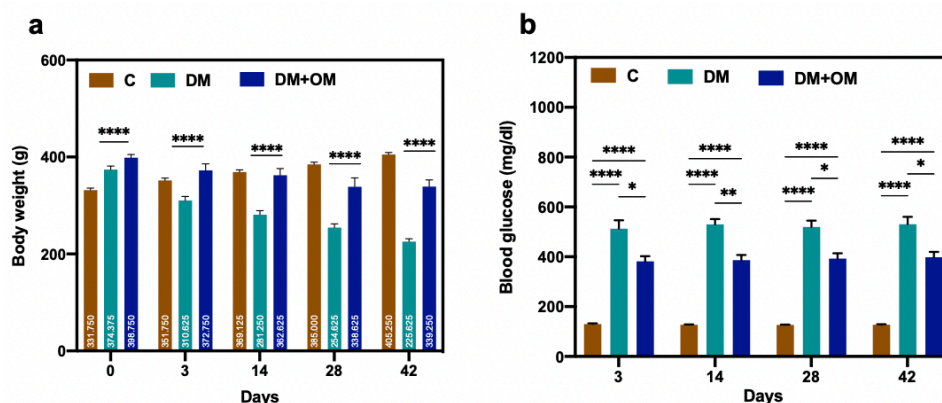 a
600
400
200
0
Body weight (g)
C DM DM+OM
**** **** **** **** ****
331.750 374.375 398.750 351.750 310.625 372.750 369.125 281.250 362.625 385.000 254.625 338.625 405.250 225.625 339.250
0 3 14 28 42
Days
b
1200
1000
800
600
400
200
0
Blood glucose (mg/dl)
C DM DM+OM
**** **** **** ****
**** * **** ** **** * **** *
3 14 28 42
Days